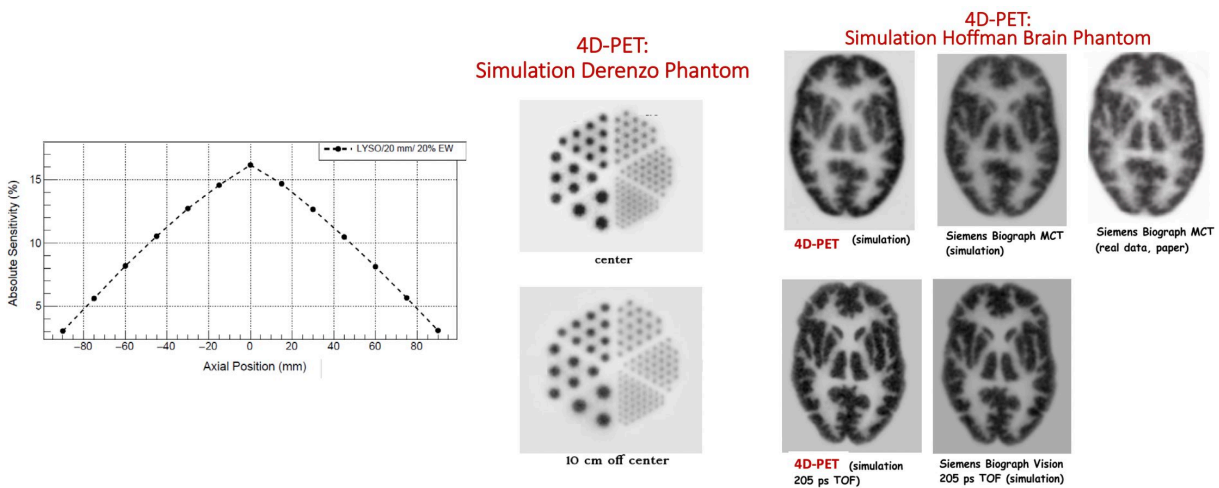 LYSO/20 mm/ 20% EW
Absolute Sensitivity (%)
15
10
5
−80 −60 −40 −20 0 20 40 60 80
Axial Position (mm)
4D-PET:
Simulation Derenzo Phantom
center
10 cm off center
4D-PET:
Simulation Hoffman Brain Phantom
4D-PET (simulation)
Siemens Biograph MCT
(simulation)
Siemens Biograph MCT
(real data, paper)
4D-PET (simulation
205 ps TOF)
Siemens Biograph Vision
205 ps TOF (simulation)